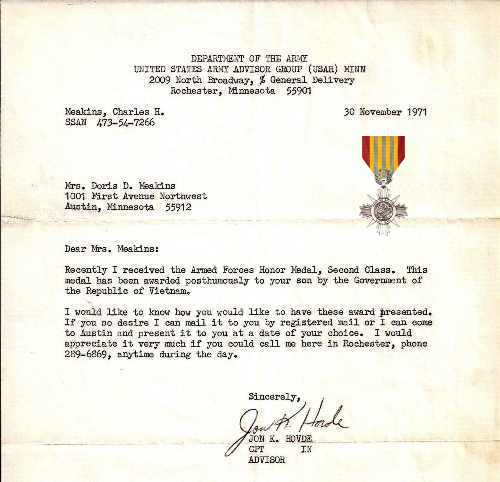 DEPARTMENT OF THE ARMY
UNITED STATES ARMY ADVISOR GROUP (USAR) MINN
2009 North Broadway, % General Delivery
Rochester, Minnesota 55901
Meakins, Charles H. 30 November 1971
SSAN 473-54-7266
Mrs. Doris D. Meakins
1001 First Avenue Northwest
Austin, Minnesota 55912
Dear Mrs. Meakins:
Recently I received the Armed Forces Honor Medal, Second Class. This
medal has been awarded posthumously to your son by the Government of
the Republic of Vietnam.
I would like to know how you would like to have these award presented.
If you so desire I can mail it to you by registered mail or I can come
to Austin and present it to you at a date of your choice. I would
appreciate it very much if you could call me here in Rochester, phone
289-6869, anytime during the day.
Sincerely,
Jon K. Hovde
JON K. HOVDE
CPT IN
ADVISOR